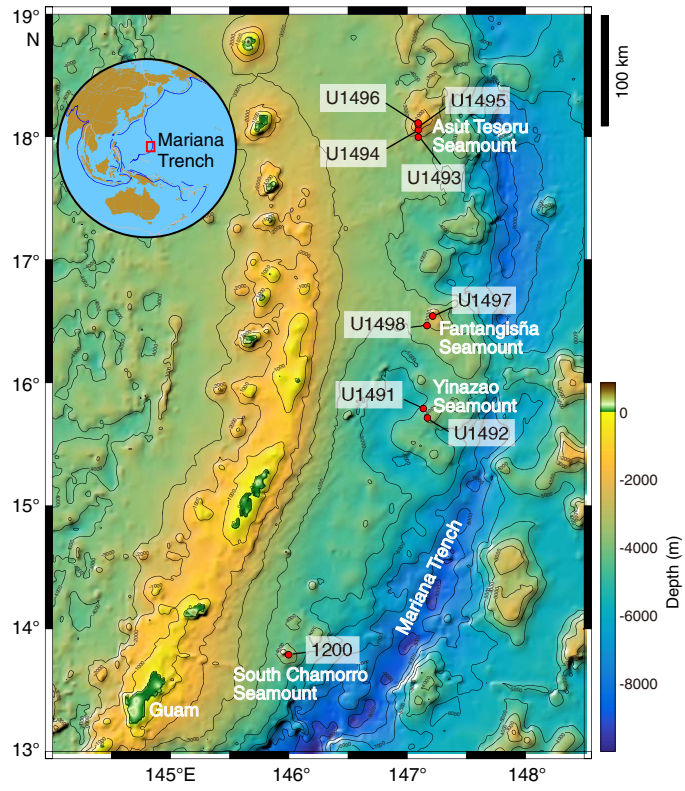 19°
N
18°
17°
16°
15°
14°
13°
145°E
146°
147°
148°
100 km
Mariana
Trench
U1496
U1495
Asut Tesoru
Seamount
U1494
U1493
U1497
U1498
Fantangisña
Seamount
Yinazao
Seamount
U1491
U1492
Mariana Trench
1200
South Chamorro
Seamount
Guam
0
-2000
-4000
-6000
-8000
Depth (m)